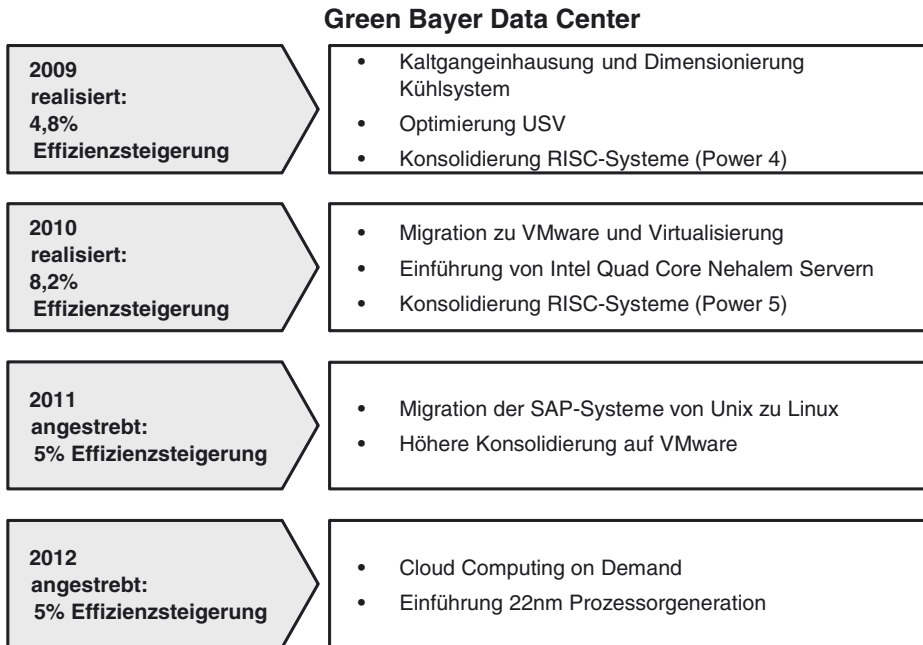 Green Bayer Data Center
2009
realisiert:
4,8%
Effizienzsteigerung
• Kaltgangeinhausung und Dimensionierung
Kühlsystem
• Optimierung USV
• Konsolidierung RISC-Systeme (Power 4)
2010
realisiert:
8,2%
Effizienzsteigerung
• Migration zu VMware und Virtualisierung
• Einführung von Intel Quad Core Nehalem Servern
• Konsolidierung RISC-Systeme (Power 5)
2011
angestrebt:
5% Effizienzsteigerung
• Migration der SAP-Systeme von Unix zu Linux
• Höhere Konsolidierung auf VMware
2012
angestrebt:
5% Effizienzsteigerung
• Cloud Computing on Demand
• Einführung 22nm Prozessorgeneration